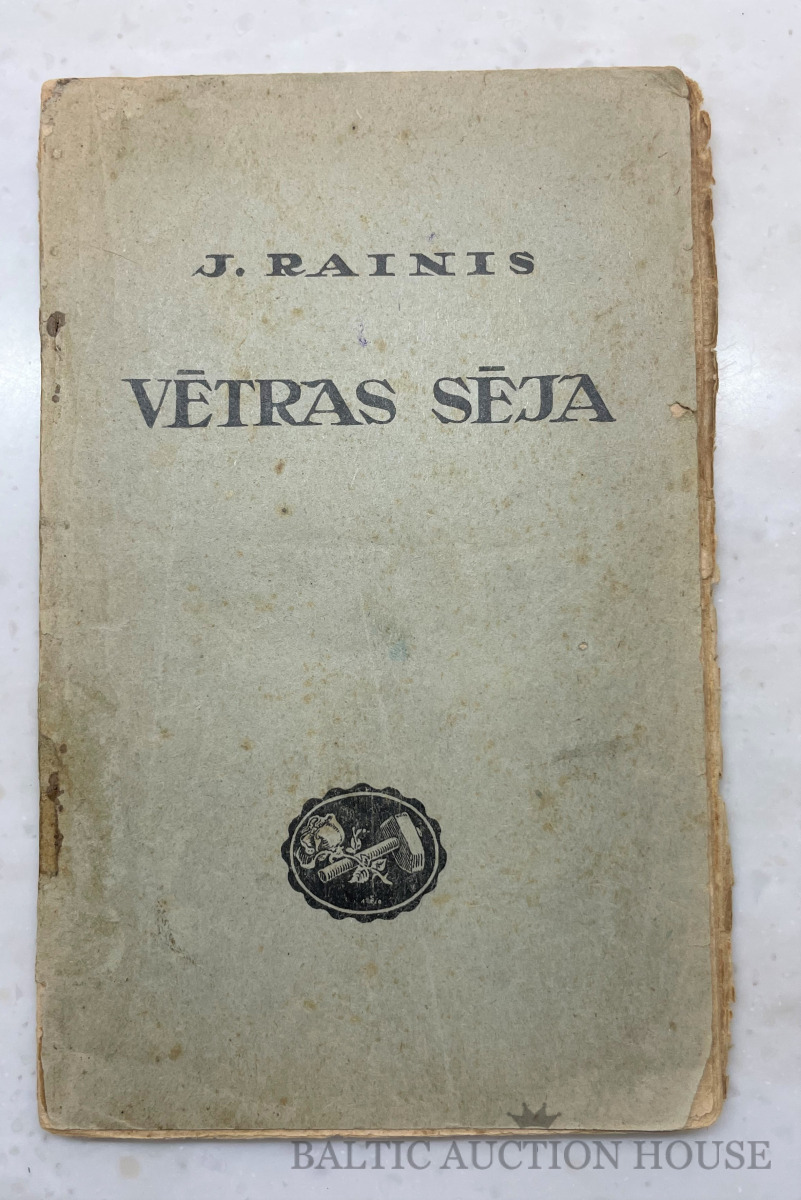 J. RAINIS
VĒTRAS SĒJA
BALTIC AUCTION HOUSE